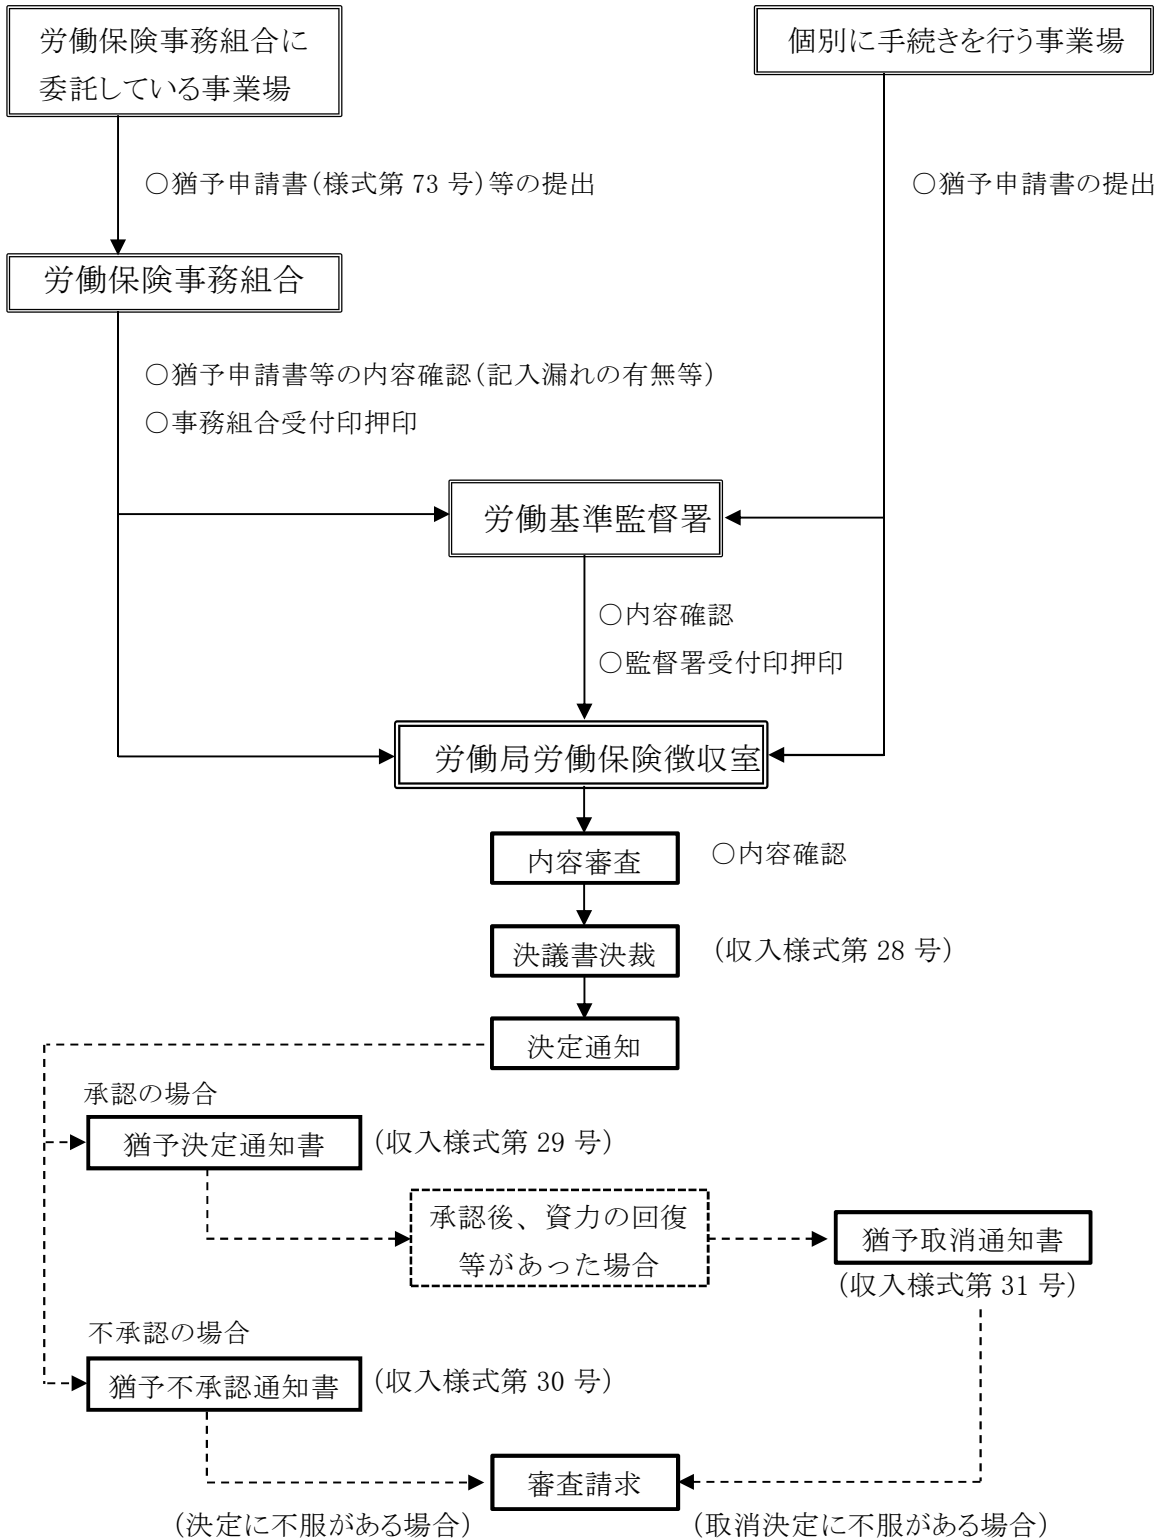 労働保険事務組合に
委託している事業場
個別に手続きを行う事業場
○猶予申請書(様式第 73 号)等の提出
○猶予申請書の提出
労働保険事務組合
○猶予申請書等の内容確認(記入漏れの有無等)
○事務組合受付印押印
労働基準監督署
○内容確認
○監督署受付印押印
労働局労働保険徴収室
内容審査
○内容確認
決議書決裁
(収入様式第 28 号)
決定通知
承認の場合
猶予決定通知書
(収入様式第 29 号)
承認後、資力の回復
等があった場合
猶予取消通知書
(収入様式第 31 号)
不承認の場合
猶予不承認通知書
(収入様式第 30 号)
審査請求
(決定に不服がある場合)
(取消決定に不服がある場合)